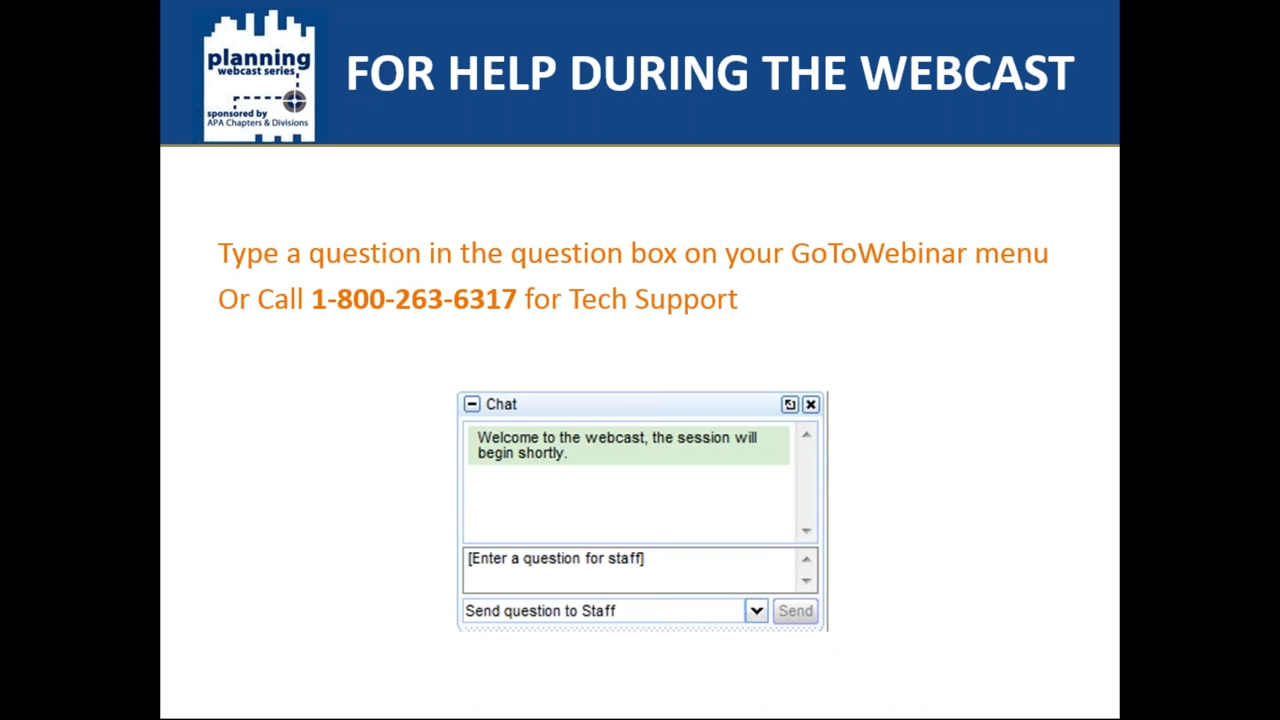 planning
webcast series
sponsored by
APA Chapters & Divisions
FOR HELP DURING THE WEBCAST
Type a question in the question box on your GoToWebinar menu
Or Call 1-800-263-6317 for Tech Support
Chat
Welcome to the webcast, the session will
begin shortly.
[Enter a question for staff]
Send question to Staff
Send